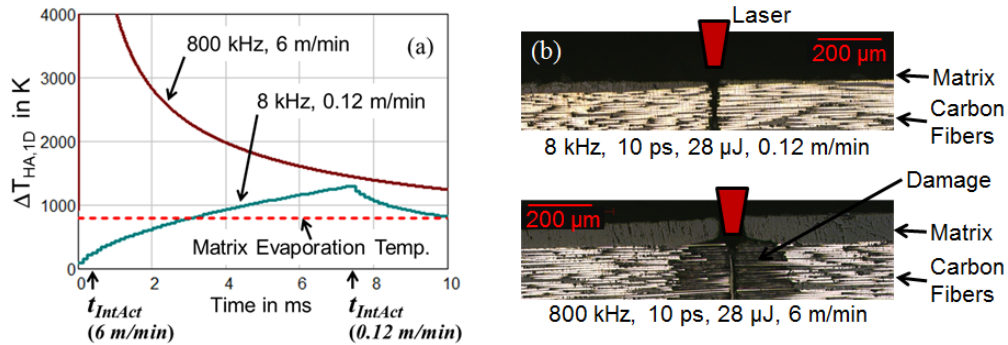 4000
(a)
800 kHz, 6 m/min
3000
8 kHz, 0.12 m/min
2000
1000
Matrix Evaporation Temp.
0
ΔT_HA,1D in K
0 2 4 6 8 10
Time in ms
t_IntAct
(6 m/min)
t_IntAct
(0.12 m/min)
(b)
Laser
200 µm
Matrix
Carbon
Fibers
8 kHz, 10 ps, 28 µJ, 0.12 m/min
Damage
200 µm
Matrix
Carbon
Fibers
800 kHz, 10 ps, 28 µJ, 6 m/min